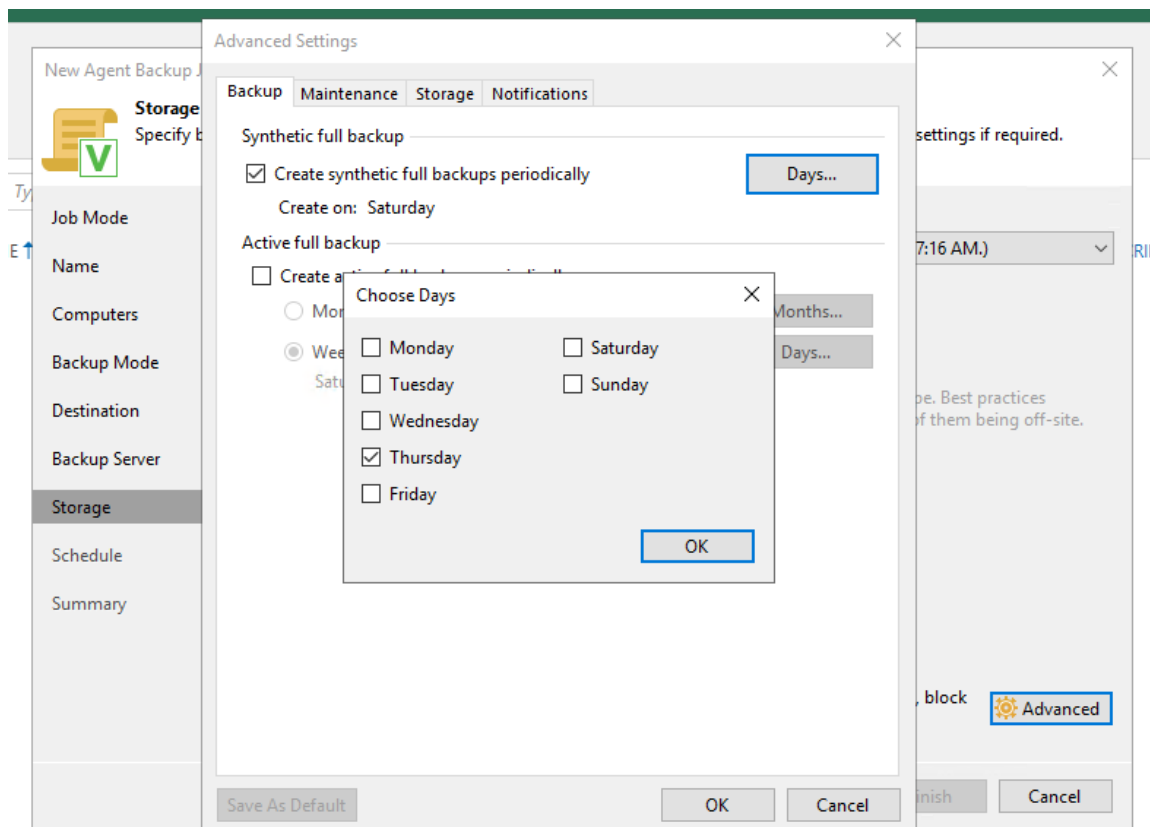 Advanced Settings
New Agent Backup J
Backup
Maintenance
Storage
Notifications
Storage
Specify b
settings if required.
Synthetic full backup
Create synthetic full backups periodically
Days...
Create on: Saturday
Job Mode
Name
Computers
Backup Mode
Destination
Backup Server
Storage
Schedule
Summary
Active full backup
7:16 AM.)
Create a
Months...
Days...
Choose Days
Monday
Saturday
Tuesday
Sunday
Wednesday
Thursday
Friday
OK
pe. Best practices
of them being off-site.
, block
Advanced
Save As Default
OK
Cancel
inish
Cancel